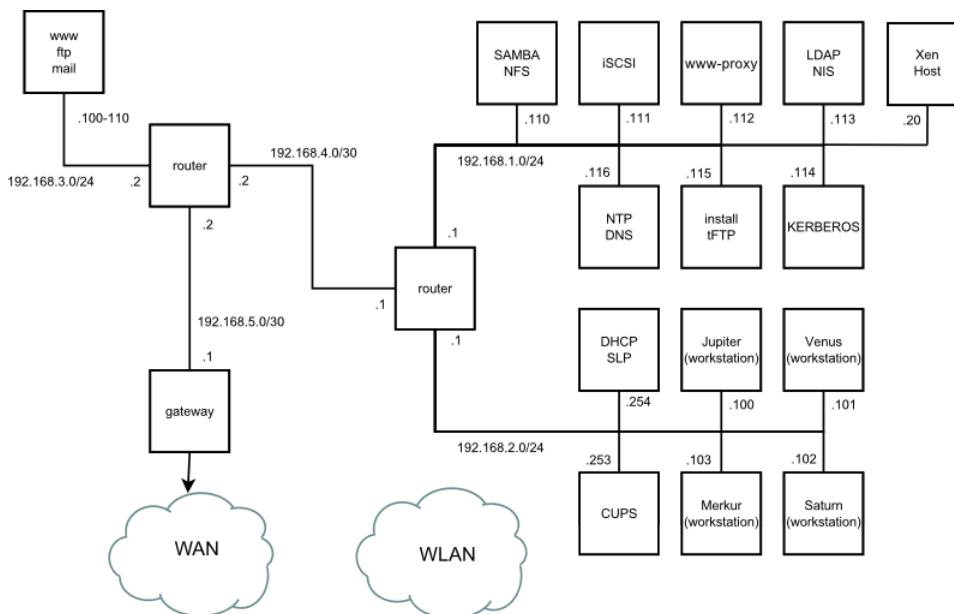 www
ftp
mail
SAMBA
NFS
iSCSI
www-proxy
LDAP
NIS
Xen
Host
.100-110
.110
.111
.112
.113
.20
router
192.168.4.0/30
192.168.1.0/24
192.168.3.0/24
.2
.2
.116
.115
.114
.2
NTP
DNS
install
tFTP
KERBEROS
.1
router
.1
192.168.5.0/30
.1
DHCP
SLP
Jupiter
(workstation)
Venus
(workstation)
.1
gateway
.254
.100
.101
192.168.2.0/24
.253
.103
.102
CUPS
Merkur
(workstation)
Saturn
(workstation)
WAN
WLAN